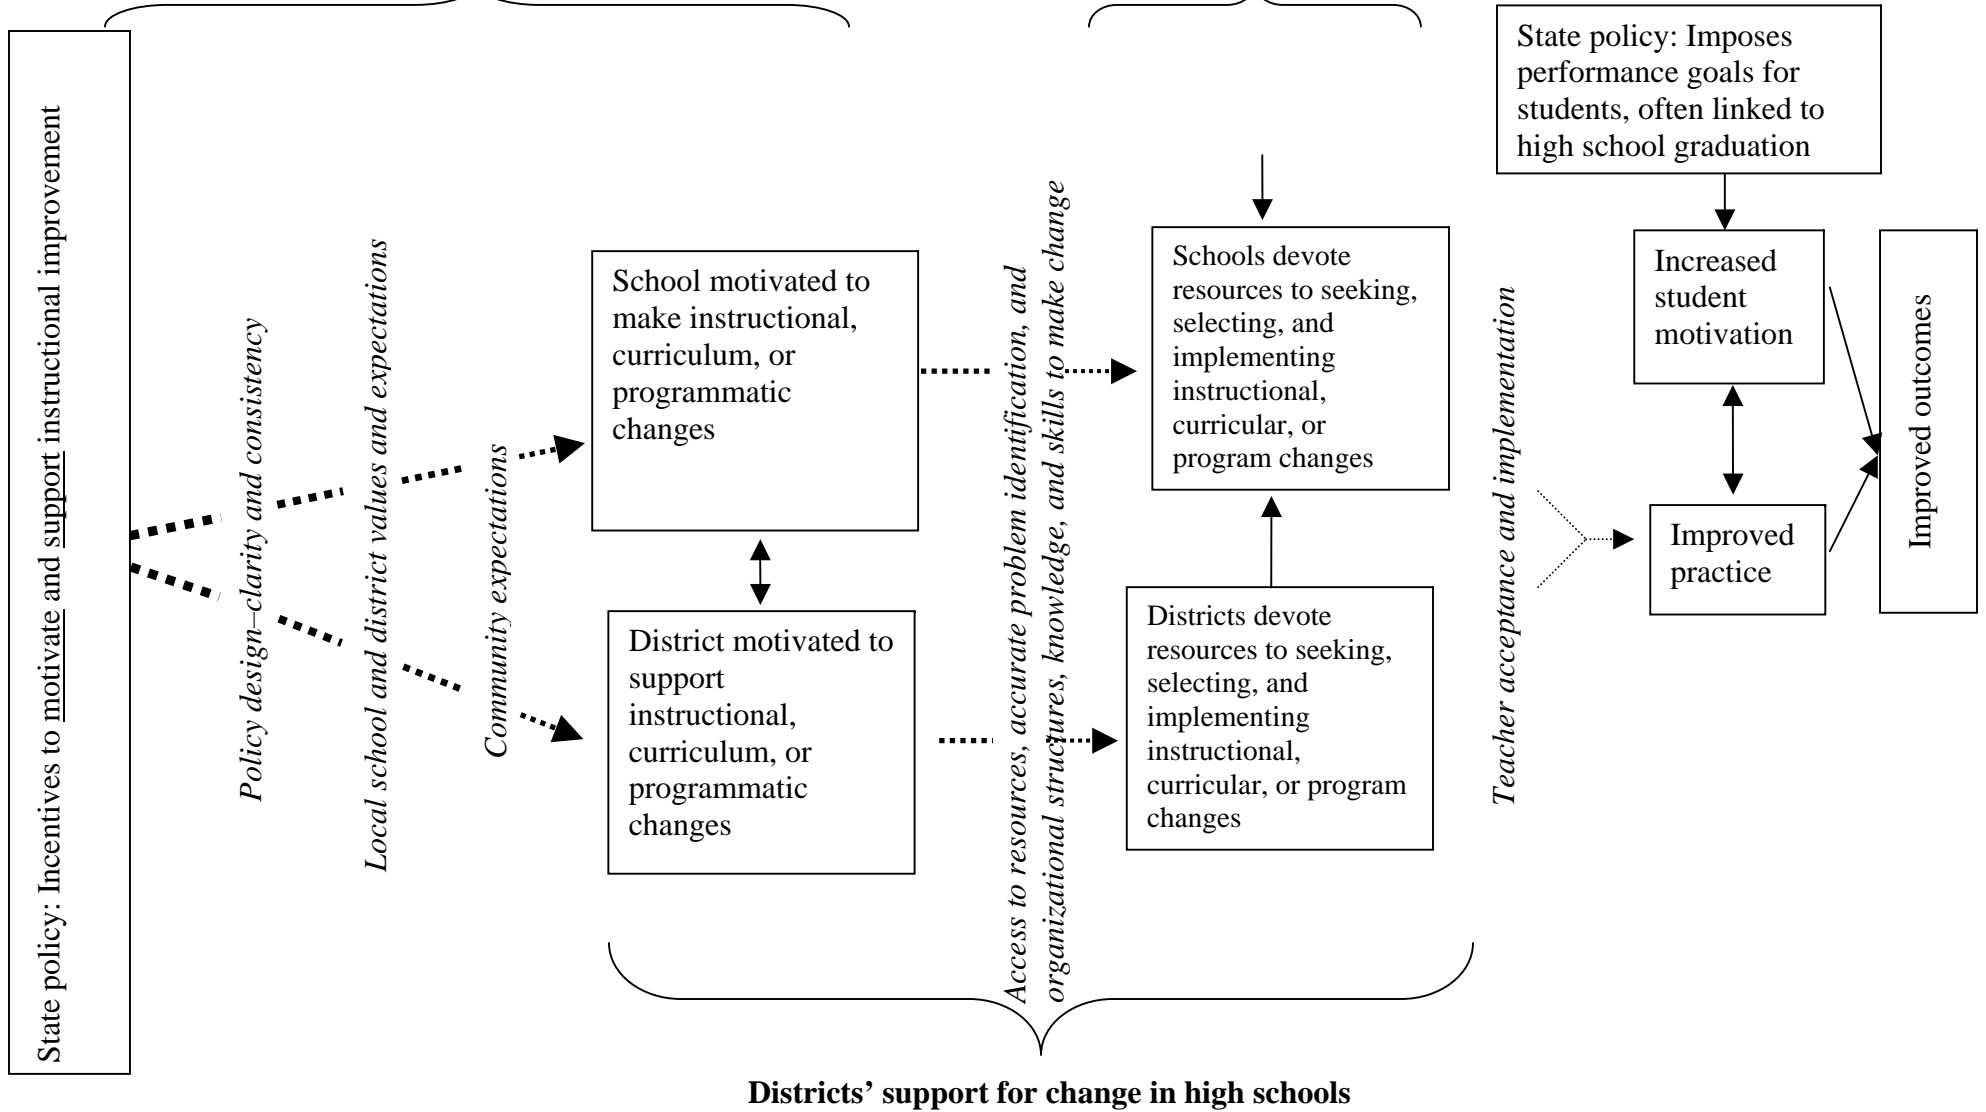 State policy: Incentives to motivate and support instructional improvement
Policy design–clarity and consistency
Local school and district values and expectations
Community expectations
School motivated to
make instructional,
curriculum, or
programmatic
changes
District motivated to
support
instructional,
curriculum, or
programmatic
changes
Access to resources, accurate problem identification, and
organizational structures, knowledge, and skills to make change
Schools devote
resources to seeking,
selecting, and
implementing
instructional,
curricular, or
program changes
Districts devote
resources to seeking,
selecting, and
implementing
instructional,
curricular, or program
changes
Teacher acceptance and implementation
State policy: Imposes
performance goals for
students, often linked to
high school graduation
Increased
student
motivation
Improved
practice
Improved outcomes
Districts’ support for change in high schools